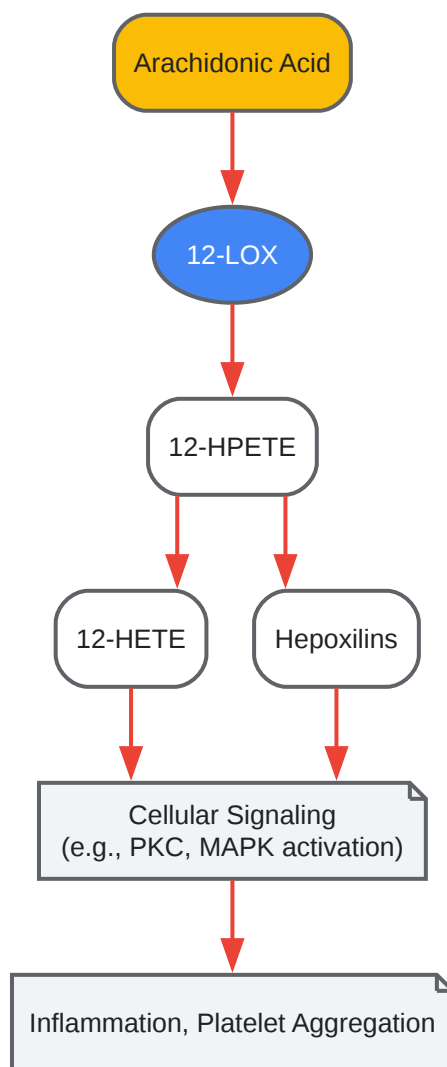 Arachidonic Acid
12-LOX
12-HPETE
12-HETE
Hepoxilins
Cellular Signaling
(e.g., PKC, MAPK activation)
Inflammation, Platelet Aggregation